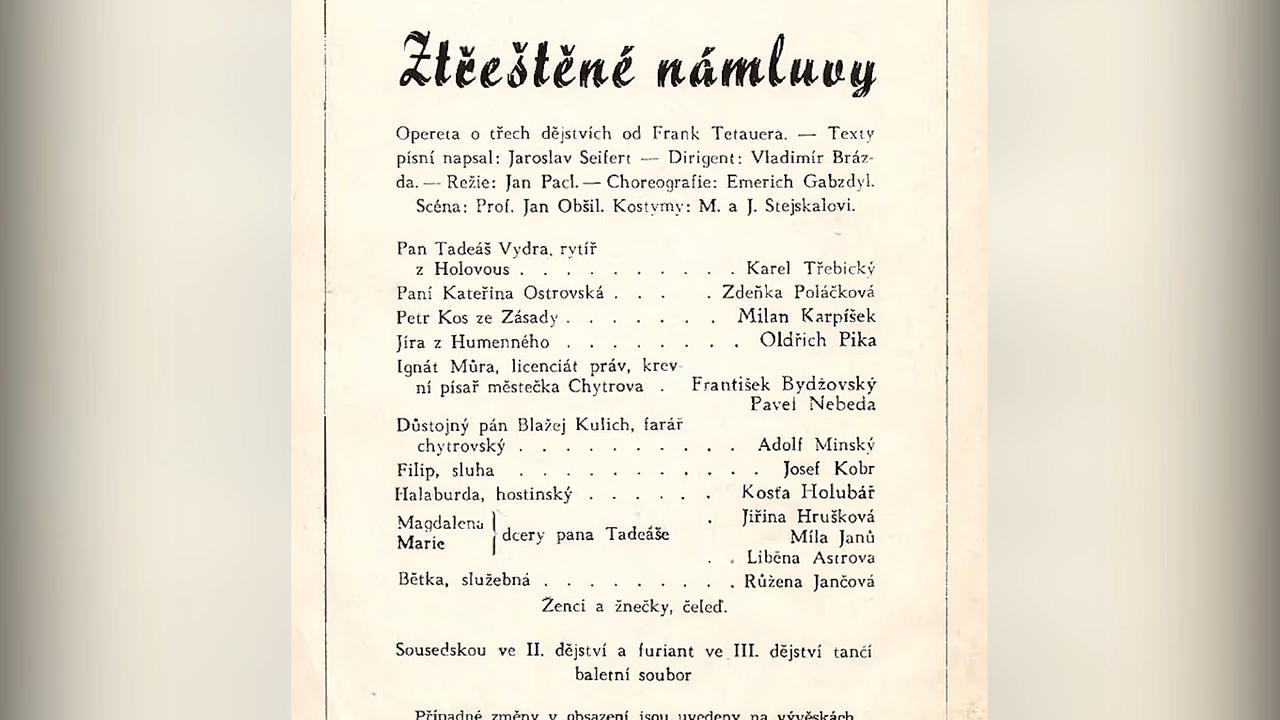 Ztřeštěné námluvy
Opereta o třech dějstvích od Frank Tetauera. — Texty
písní napsal: Jaroslav Seifert — Dirigent: Vladimír Bráz-
da. — Režie: Jan Pacl. — Choreografie: Emerich Gabzdyl.
Scéna: Prof. Jan Obšil. Kostymy: M. a J. Stejskalovi.
Pan Tadeáš Vydra, rytíř
z Holovous . . . . . . . . . . Karel Třebický
Paní Kateřina Ostrovská . . . . Zdeňka Poláčková
Petr Kos ze Zásady . . . . . . . Milan Karpíšek
Jíra z Humenného . . . . . . . . Oldřich Pika
Ignát Můra, licenciát práv, krev-
ní písař městečka Chytrova . František Bydžovský
Pavel Nebeda
Důstojný pán Blažej Kulich, farář
chytrovský . . . . . . . . . . Adolf Minský
Filip, sluha . . . . . . . . . . . Josef Kobr
Halaburda, hostinský . . . . . . Kosťa Holubář
Magdalena . Jiřina Hrušková
Marie dcery pana Tadeáše Míla Janů
. . Liběna Astrova
Bětka, služebná . . . . . . . . . Růžena Jančová
Ženci a žnečky, čeleď.
Sousedskou ve II. dějství a furiant ve III. dějství tančí
baletní soubor
Případné změny v obsazení jsou uvedeny na vývěskách